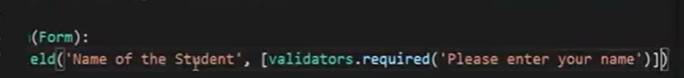 (Form):
eld('Name of the Student', [validators.required('Please enter your name')])